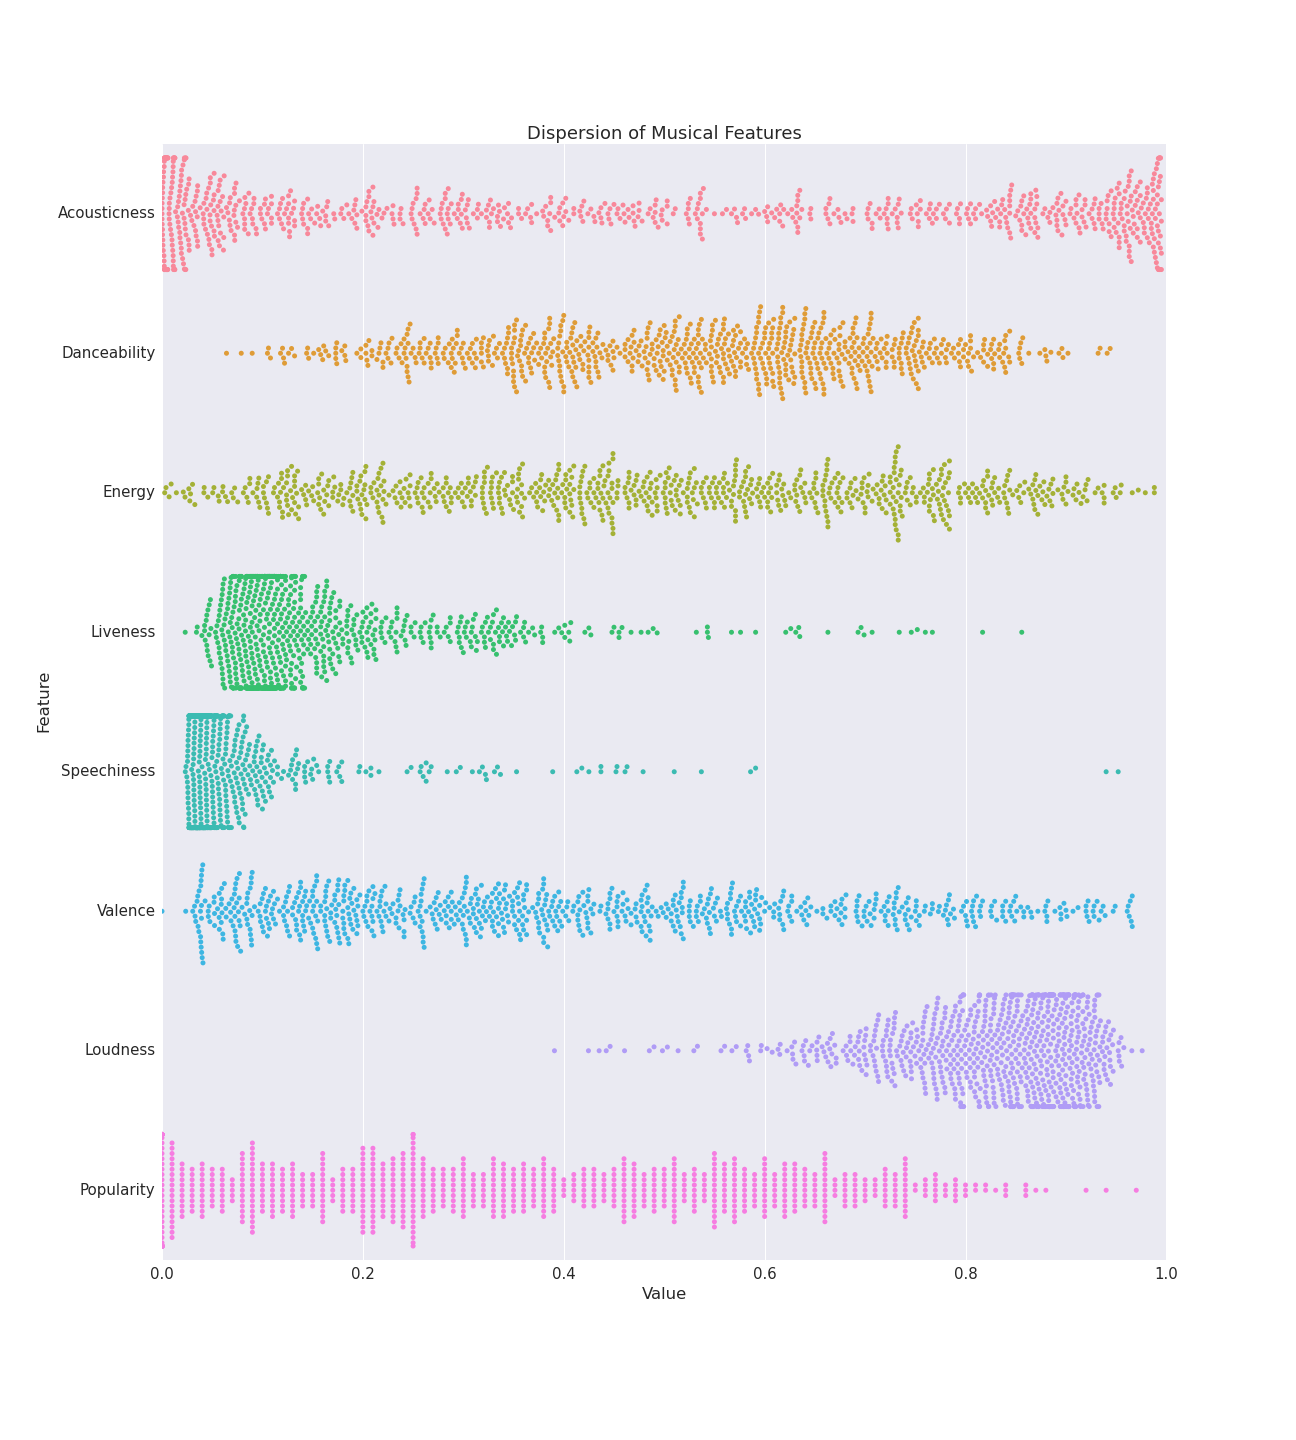 Dispersion of Musical Features
Acousticness
Danceability
Energy
Liveness
Feature
Speechiness
Valence
Loudness
Popularity
0.0 0.2 0.4 0.6 0.8 1.0
Value